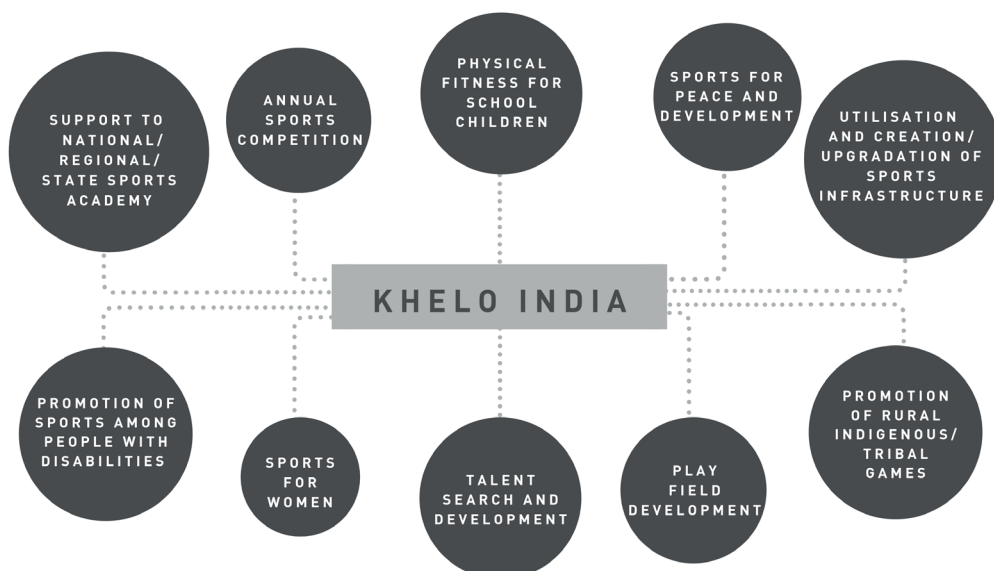 SUPPORT TO
NATIONAL/
REGIONAL/
STATE SPORTS
ACADEMY
ANNUAL
SPORTS
COMPETITION
PHYSICAL
FITNESS FOR
SCHOOL
CHILDREN
SPORTS FOR
PEACE AND
DEVELOPMENT
UTILISATION
AND CREATION/
UPGRADATION OF
SPORTS
INFRASTRUCTURE
KHELO INDIA
PROMOTION OF
SPORTS AMONG
PEOPLE WITH
DISABILITIES
SPORTS
FOR
WOMEN
TALENT
SEARCH AND
DEVELOPMENT
PLAY
FIELD
DEVELOPMENT
PROMOTION
OF RURAL
INDIGENOUS/
TRIBAL
GAMES